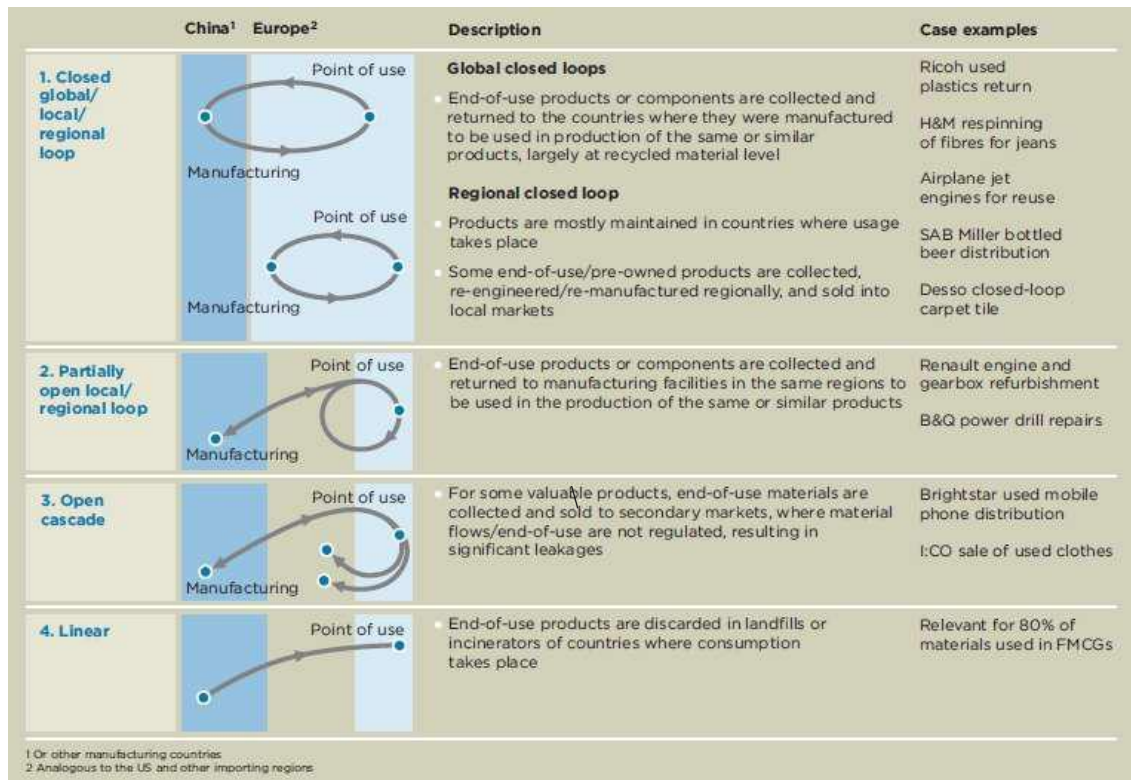 China1 Europe2 Description Case examples
1. Closed
global/
local/
regional
loop
Point of use
Manufacturing
Point of use
Manufacturing
Global closed loops
End-of-use products or components are collected and
returned to the countries where they were manufactured
to be used in production of the same or similar
products, largely at recycled material level
Regional closed loop
Products are mostly maintained in countries where usage
takes place
Some end-of-use/pre-owned products are collected,
re-engineered/re-manufactured regionally, and sold into
local markets
Ricoh used
plastics return
H&M respinning
of fibres for jeans
Airplane jet
engines for reuse
SAB Miller bottled
beer distribution
Desso closed-loop
carpet tile
2. Partially
open local/
regional loop
Point of use
Manufacturing
End-of-use products or components are collected and
returned to manufacturing facilities in the same regions to
be used in the production of the same or similar products
Renault engine and
gearbox refurbishment
B&Q power drill repairs
3. Open
cascade
Point of use
Manufacturing
For some valuable products, end-of-use materials are
collected and sold to secondary markets, where material
flows/end-of-use are not regulated, resulting in
significant leakages
Brightstar used mobile
phone distribution
I:CO sale of used clothes
4. Linear
Point of use
End-of-use products are discarded in landfills or
incinerators of countries where consumption
takes place
Relevant for 80% of
materials used in FMCGs
1 Or other manufacturing countries
2 Analogous to the US and other importing regions